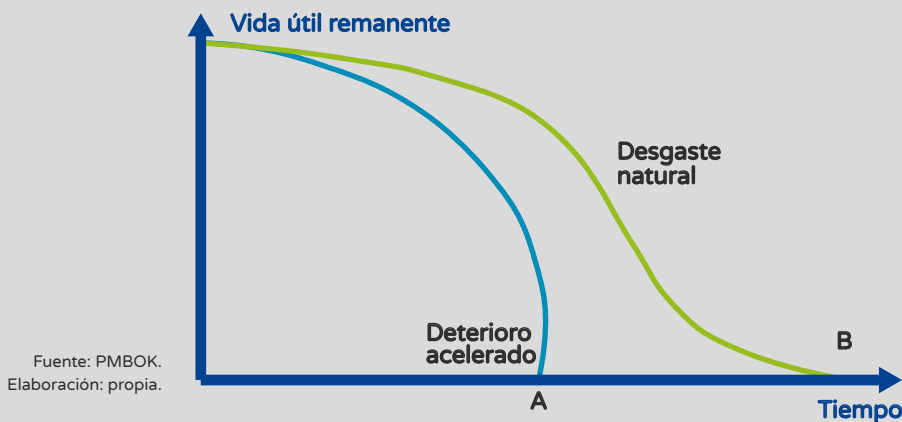 Vida útil remanente
Desgaste
natural
Deterioro
acelerado
B
Fuente: PMBOK.
Elaboración: propia.
A
Tiempo